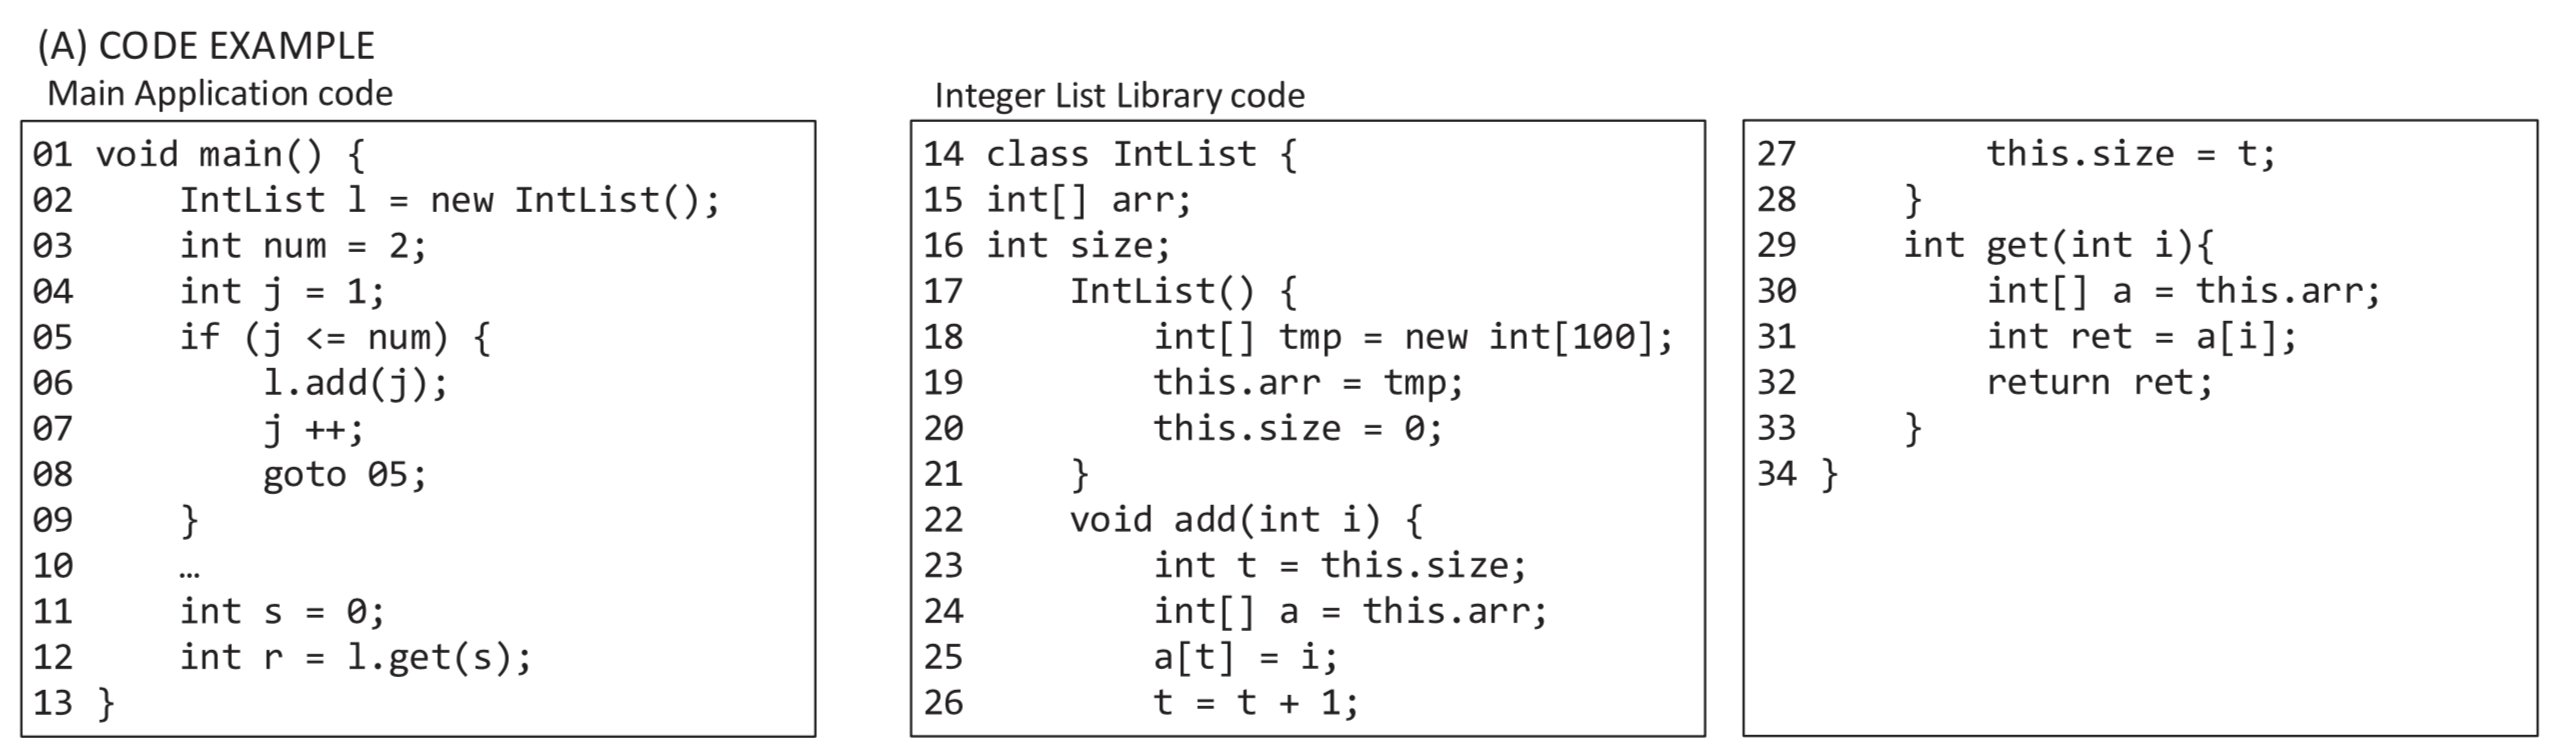 (A) CODE EXAMPLE
Main Application code
01 void main() {
02     IntList l = new IntList();
03     int num = 2;
04     int j = 1;
05     if (j <= num) {
06         l.add(j);
07         j ++;
08         goto 05;
09     }
10     …
11     int s = 0;
12     int r = l.get(s);
13 }
Integer List Library code
14 class IntList {
15 int[] arr;
16 int size;
17     IntList() {
18         int[] tmp = new int[100];
19         this.arr = tmp;
20         this.size = 0;
21     }
22     void add(int i) {
23         int t = this.size;
24         int[] a = this.arr;
25         a[t] = i;
26         t = t + 1;
27         this.size = t;
28     }
29     int get(int i){
30         int[] a = this.arr;
31         int ret = a[i];
32         return ret;
33     }
34 }